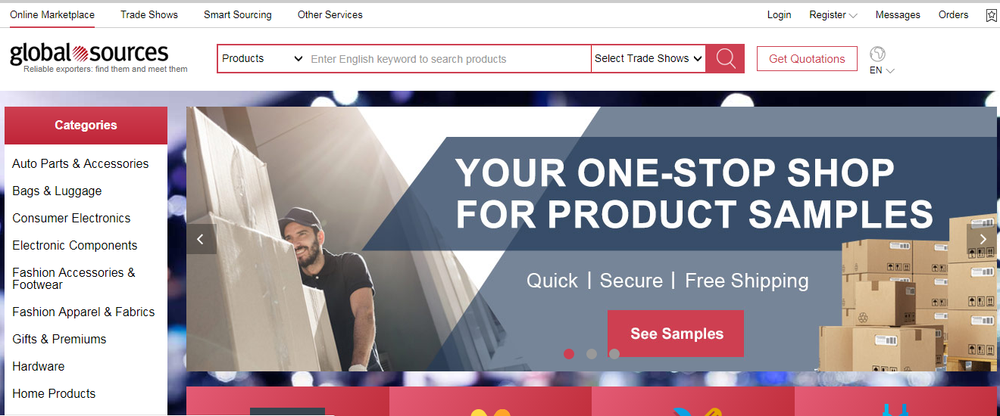 Online Marketplace Trade Shows Smart Sourcing Other Services Login Register Messages Orders
global sources
Reliable exporters: find them and meet them
Products Enter English keyword to search products Select Trade Shows Get Quotations
EN
Categories
Auto Parts & Accessories
Bags & Luggage
Consumer Electronics
Electronic Components
Fashion Accessories &
Footwear
Fashion Apparel & Fabrics
Gifts & Premiums
Hardware
Home Products
YOUR ONE-STOP SHOP
FOR PRODUCT SAMPLES
Quick | Secure | Free Shipping
See Samples